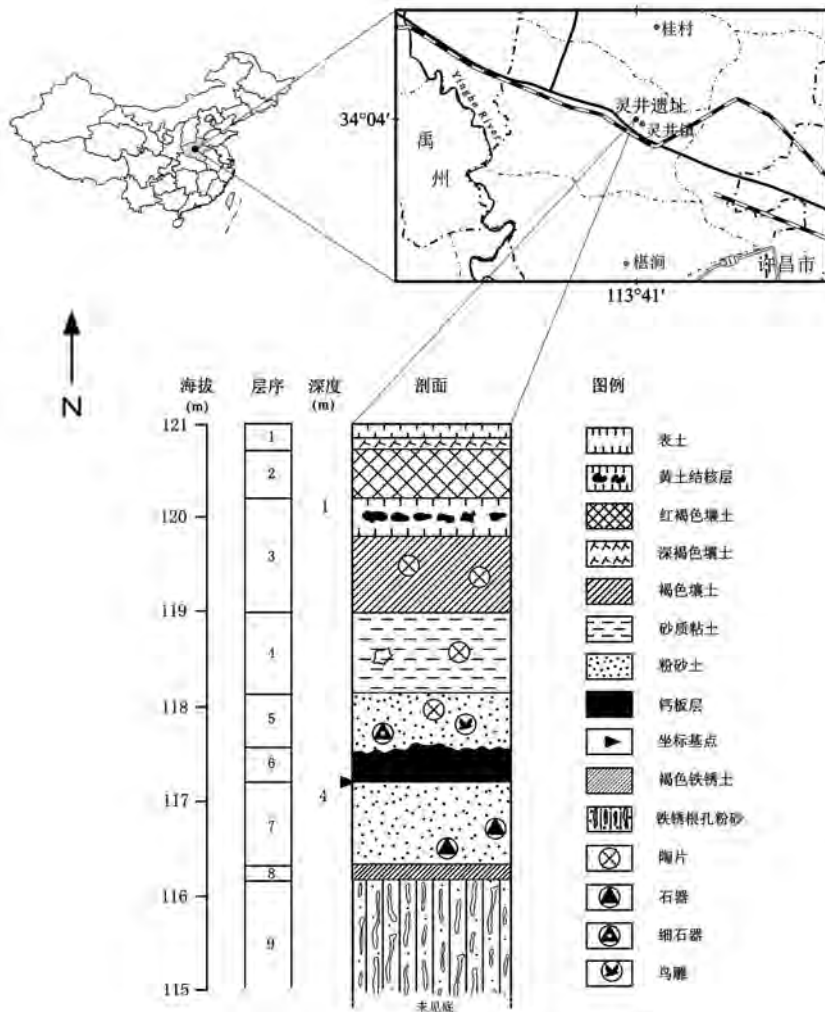 桂村
Yinghe River
34°04′
灵井遗址
灵井镇
禹
州
椹涧
许昌市
113°41′
N
海拔
(m)
层序
深度
(m)
剖面
图例
121
120
119
118
117
116
115
1
2
3
4
5
6
7
8
9
1
4
未见底
表土
黄土结核层
红褐色壤土
深褐色壤土
褐色壤土
砂质粘土
粉砂土
钙板层
坐标基点
褐色铁锈土
铁锈根孔粉砂
陶片
石器
细石器
鸟雕